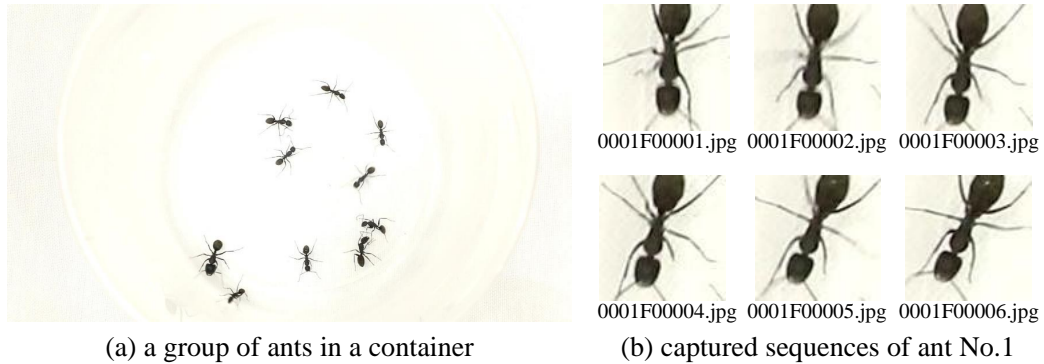 0001F00001.jpg 0001F00002.jpg 0001F00003.jpg
0001F00004.jpg 0001F00005.jpg 0001F00006.jpg
(a) a group of ants in a container
(b) captured sequences of ant No.1